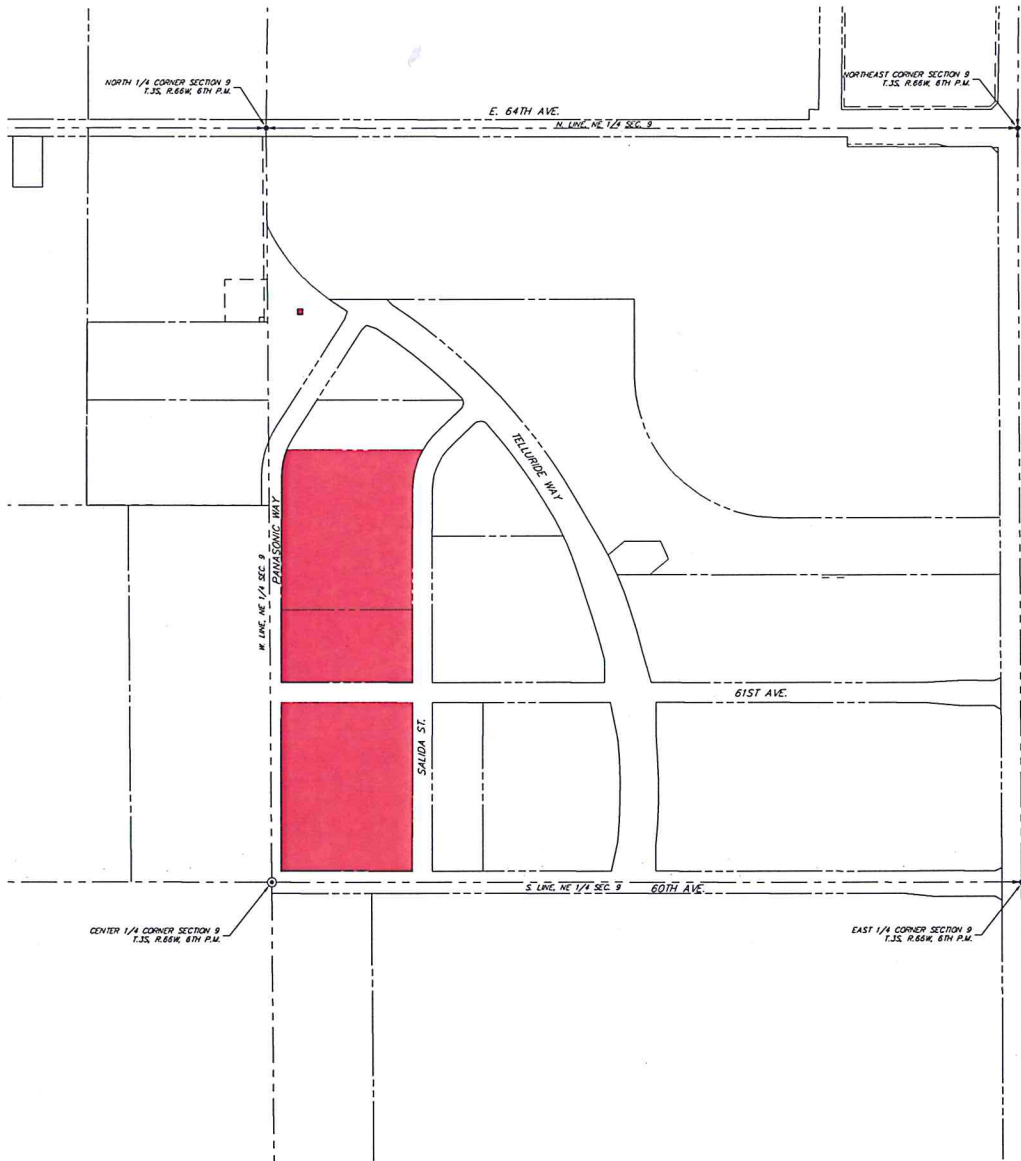 NORTH 1/4 CORNER SECTION 9
T.3S, R.66W, 6TH P.M.
NORTHEAST CORNER SECTION 9
T.3S, R.66W, 6TH P.M.
E. 64TH AVE.
N. LINE, NE 1/4 SEC. 9
TELLURIDE WAY
W. LINE, NE 1/4 SEC. 9
PANASONIC WAY
61ST AVE.
SALIDA ST.
S. LINE, NE 1/4 SEC. 9
60TH AVE.
CENTER 1/4 CORNER SECTION 9
T.3S, R.66W, 6TH P.M.
EAST 1/4 CORNER SECTION 9
T.3S, R.66W, 6TH P.M.